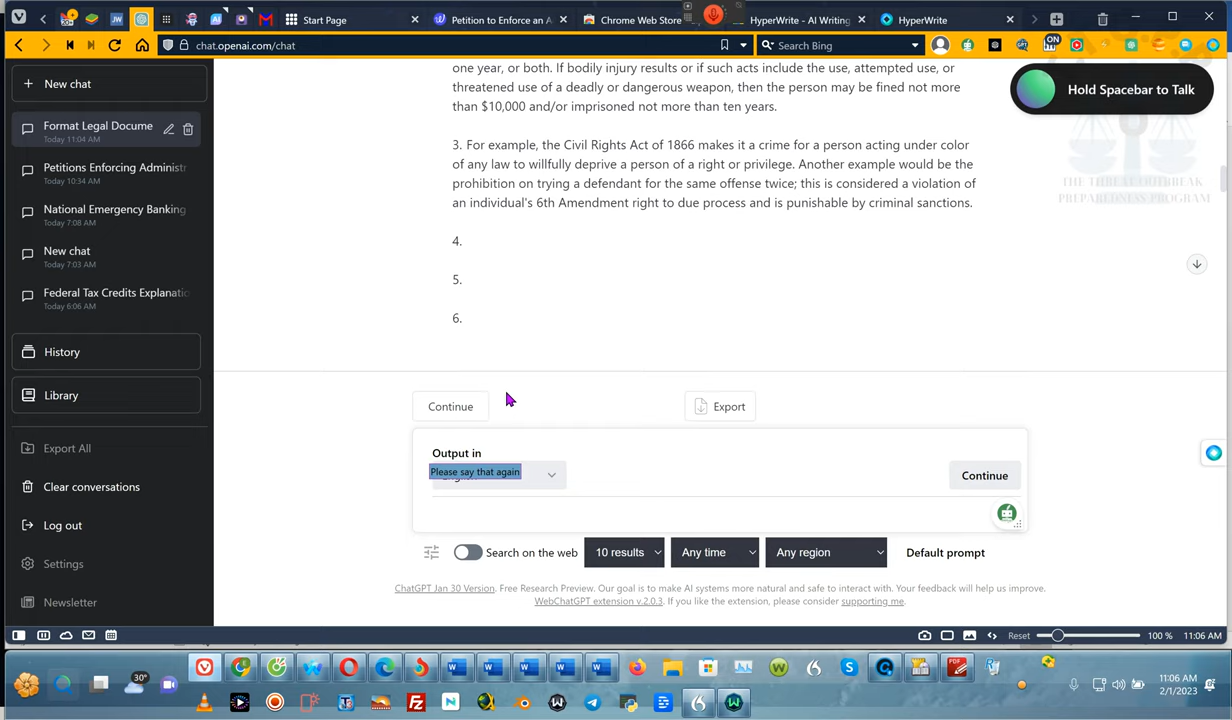 Start Page
Petition to Enforce an A
Chrome Web Store
HyperWrite - AI Writing
HyperWrite
chat.openai.com/chat
Search Bing
ON
New chat
Format Legal Docume
Today 11:04 AM
Petitions Enforcing Administr
Today 10:34 AM
National Emergency Banking
Today 7:08 AM
New chat
Today 7:03 AM
Federal Tax Credits Explanatio
Today 6:06 AM
History
Library
Export All
Clear conversations
Log out
Settings
Newsletter
one year, or both. If bodily injury results or if such acts include the use, attempted use, or
threatened use of a deadly or dangerous weapon, then the person may be fined not more
than $10,000 and/or imprisoned not more than ten years.
3. For example, the Civil Rights Act of 1866 makes it a crime for a person acting under color
of any law to willfully deprive a person of a right or privilege. Another example would be the
prohibition on trying a defendant for the same offense twice; this is considered a violation of
an individual's 6th Amendment right to due process and is punishable by criminal sanctions.
4.
5.
6.
Hold Spacebar to Talk
THE THREAT OUTBREAK
PREPAREDNESS PROGRAM
Continue
Export
Output in
Please say that again
Continue
Search on the web
10 results
Any time
Any region
Default prompt
ChatGPT Jan 30 Version. Free Research Preview. Our goal is to make AI systems more natural and safe to interact with. Your feedback will help us improve.
WebChatGPT extension v.2.0.3. If you like the extension, please consider supporting me.
Reset
100 %
11:06 AM
30°
11:06 AM
2/1/2023